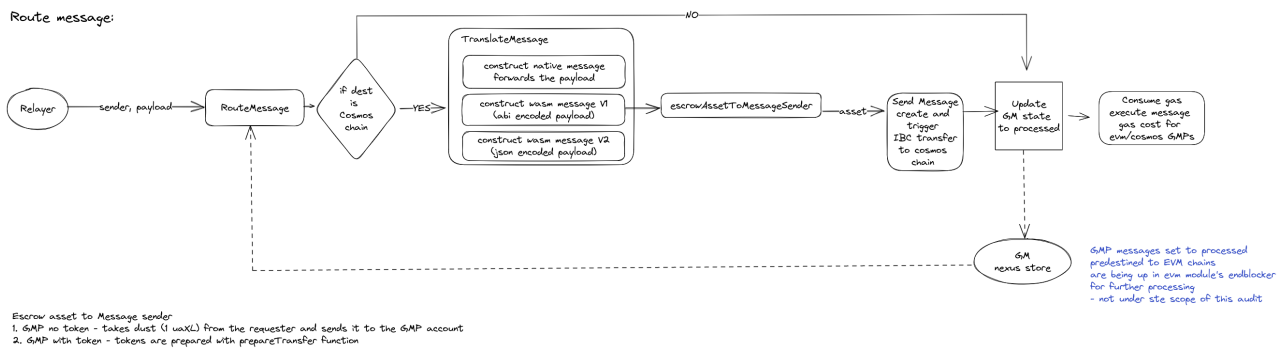 Route message:
NO
TranslateMessage
construct native message
forwards the payload
if dest
is
Cosmos
chain
Relayer
sender, payload
RouteMessage
YES
construct wasm message V1
(abi encoded payload)
construct wasm message V2
(json encoded payload)
escrowAssetToMessageSender
asset
Send Message
create and
trigger
IBC transfer
to cosmos
chain
Update
GM state
to processed
Consume gas
execute message
gas cost for
evm/cosmos GMPs
GM
nexus store
GMP messages set to processed
predestined to EVM chains
are being up in evm module's endblocker
for further processing
- not under ste scope of this audit
Escrow asset to Message sender
1. GMP no token - takes dust (1 uaXL) from the requester and sends it to the GMP account
2. GMP with token - tokens are prepared with prepareTransfer function